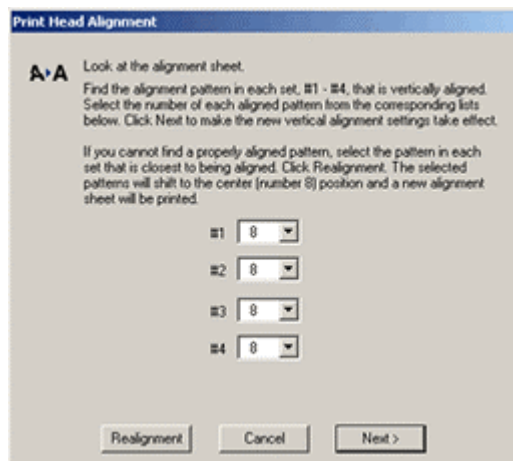 Print Head Alignment
A▸A
Look at the alignment sheet.
Find the alignment pattern in each set, #1 - #4, that is vertically aligned.
Select the number of each aligned pattern from the corresponding lists
below. Click Next to make the new vertical alignment settings take effect.
If you cannot find a properly aligned pattern, select the pattern in each
set that is closest to being aligned. Click Realignment. The selected
patterns will shift to the center (number 8) position and a new alignment
sheet will be printed.
#1 8
#2 8
#3 8
#4 8
Realignment Cancel Next >